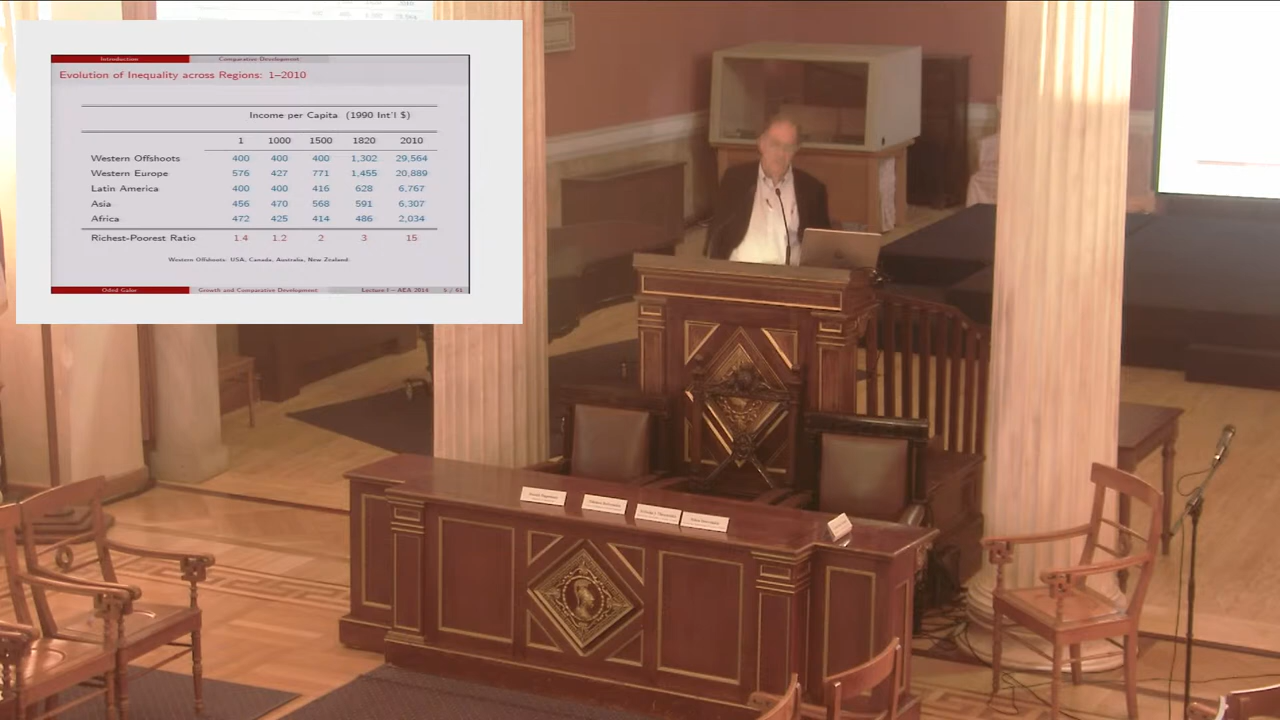 Introduction Comparative Development
Evolution of Inequality across Regions: 1–2010
Income per Capita (1990 Int'l $)
1 1000 1500 1820 2010
Western Offshoots 400 400 400 1,302 29,564
Western Europe 576 427 771 1,455 20,889
Latin America 400 400 416 628 6,767
Asia 456 470 568 591 6,307
Africa 472 425 414 486 2,034
Richest-Poorest Ratio 1.4 1.2 2 3 15
Western Offshoots: USA, Canada, Australia, New Zealand.
Oded Galor Growth and Comparative Development Lecture I – AEA 2014